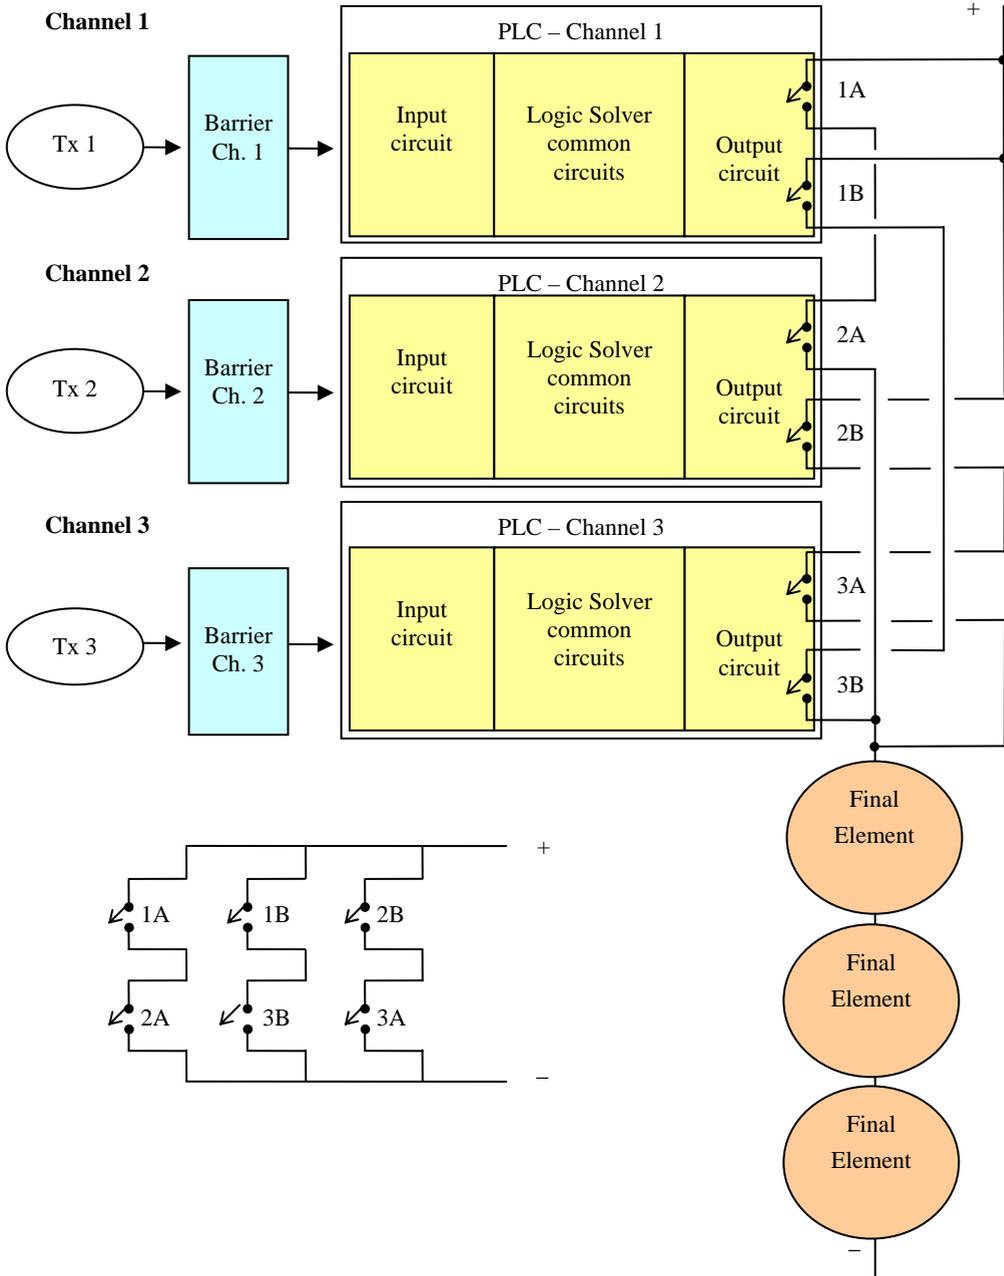 Channel 1
PLC – Channel 1
+
Tx 1
Barrier
Ch. 1
Input
circuit
Logic Solver
common
circuits
Output
circuit
1A
1B
Channel 2
PLC – Channel 2
Tx 2
Barrier
Ch. 2
Input
circuit
Logic Solver
common
circuits
Output
circuit
2A
2B
Channel 3
PLC – Channel 3
Tx 3
Barrier
Ch. 3
Input
circuit
Logic Solver
common
circuits
Output
circuit
3A
3B
Final
Element
Final
Element
Final
Element
–
+
1A
1B
2B
2A
3B
3A
–